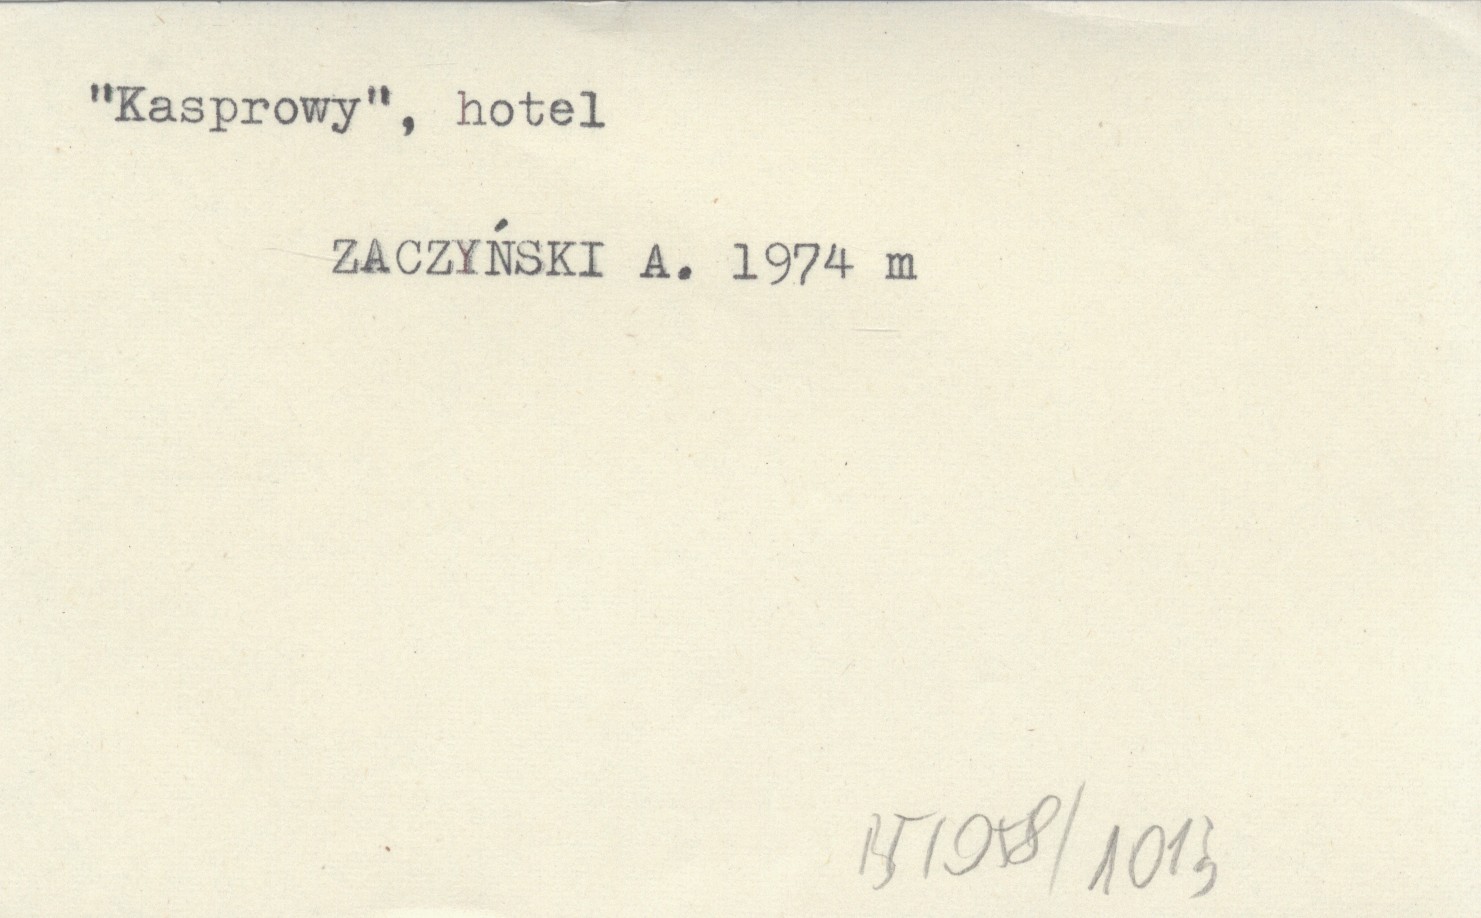 "Kasprowy", hotel
ZACZYŃSKI A. 1974 m